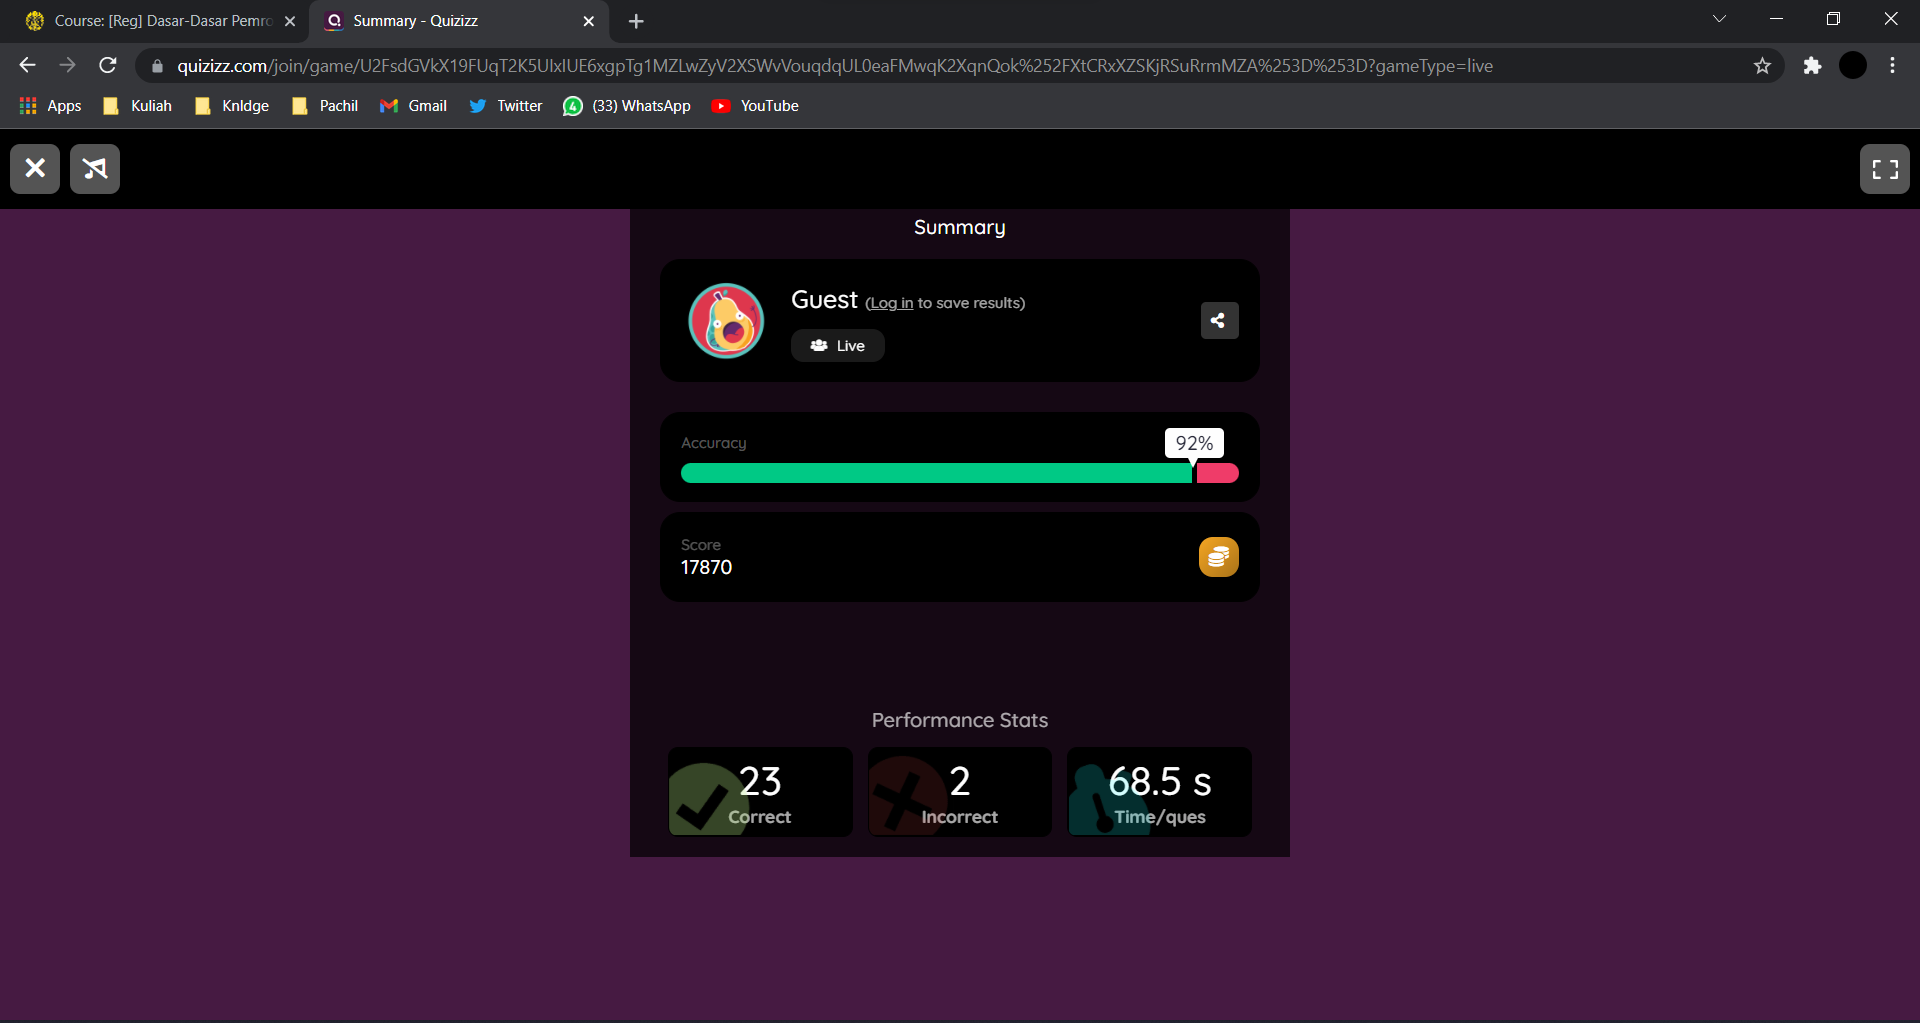 Course: [Reg] Dasar-Dasar Pemro
Summary - Quizizz
quizizz.com/join/game/U2FsdGVkX19FUqT2K5UIxIUE6xgpTg1MZLwZyV2XSWvVouqdqUL0eaFMwqK2XqnQok%252FXtCRxXZSKjRSuRrmMZA%253D%253D?gameType=live
Apps Kuliah Knldge Pachil Gmail Twitter (33) WhatsApp YouTube
Summary
Guest (Log in to save results)
Live
Accuracy
92%
Score
17870
Performance Stats
23 2 68.5 s
Correct Incorrect Time/ques